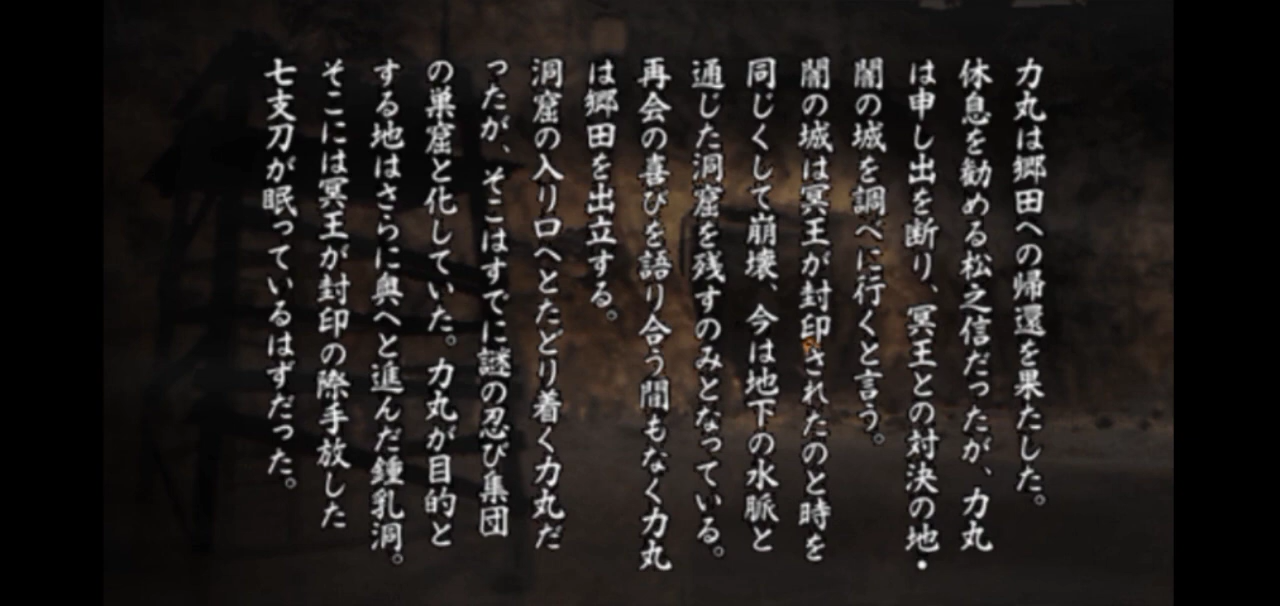 力丸は郷田への帰還を果たした。
休息を勧める松之信だったが、力丸
は申し出を断り、冥王との対決の地・
闇の城を調べに行くと言う。
闇の城は冥王が封印されたのと時を
同じくして崩壊、今は地下の水脈と
通じた洞窟を残すのみとなっている。
再会の喜びを語り合う間もなく力丸
は郷田を出立する。
洞窟の入り口へとたどり着く力丸だ
ったが、そこはすでに謎の忍び集団
の巣窟と化していた。力丸が目的と
する地はさらに奥へと進んだ鍾乳洞。
そこには冥王が封印の際手放した
七支刀が眠っているはずだった。